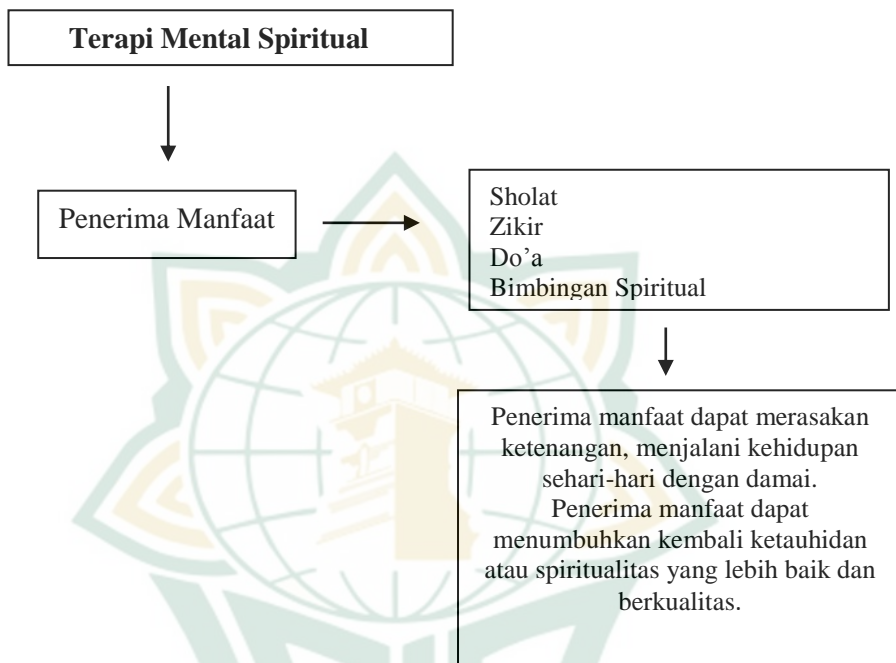 Terapi Mental Spiritual
Penerima Manfaat
Sholat
Zikir
Do’a
Bimbingan Spiritual
Penerima manfaat dapat merasakan
ketenangan, menjalani kehidupan
sehari-hari dengan damai.
Penerima manfaat dapat
menumbuhkan kembali ketauhidan
atau spiritualitas yang lebih baik dan
berkualitas.